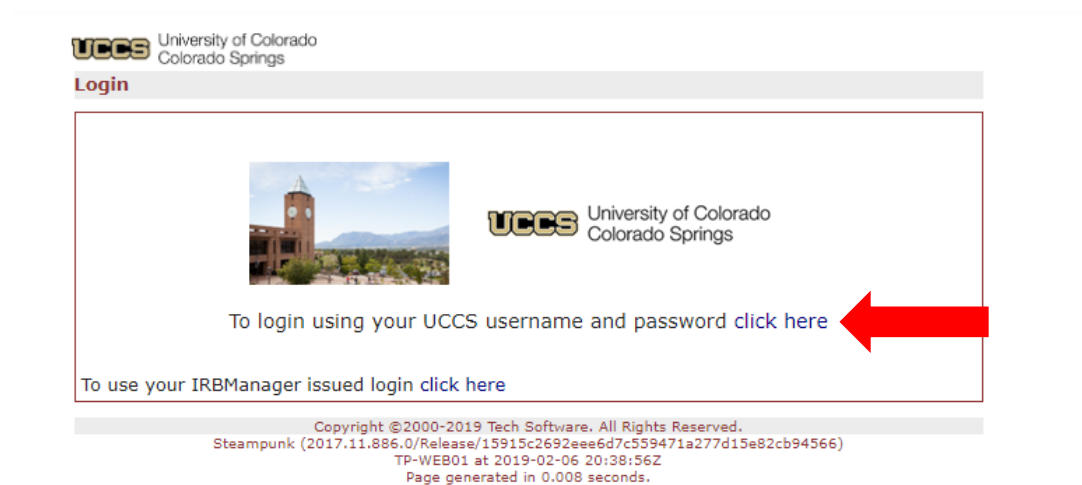 UCCS University of Colorado
Colorado Springs
Login
UCCS University of Colorado
Colorado Springs
To login using your UCCS username and password click here
To use your IRBManager issued login click here
Copyright ©2000-2019 Tech Software. All Rights Reserved.
Steampunk (2017.11.886.0/Release/15915c2692eee6d7c559471a277d15e82cb94566)
TP-WEB01 at 2019-02-06 20:38:56Z
Page generated in 0.008 seconds.